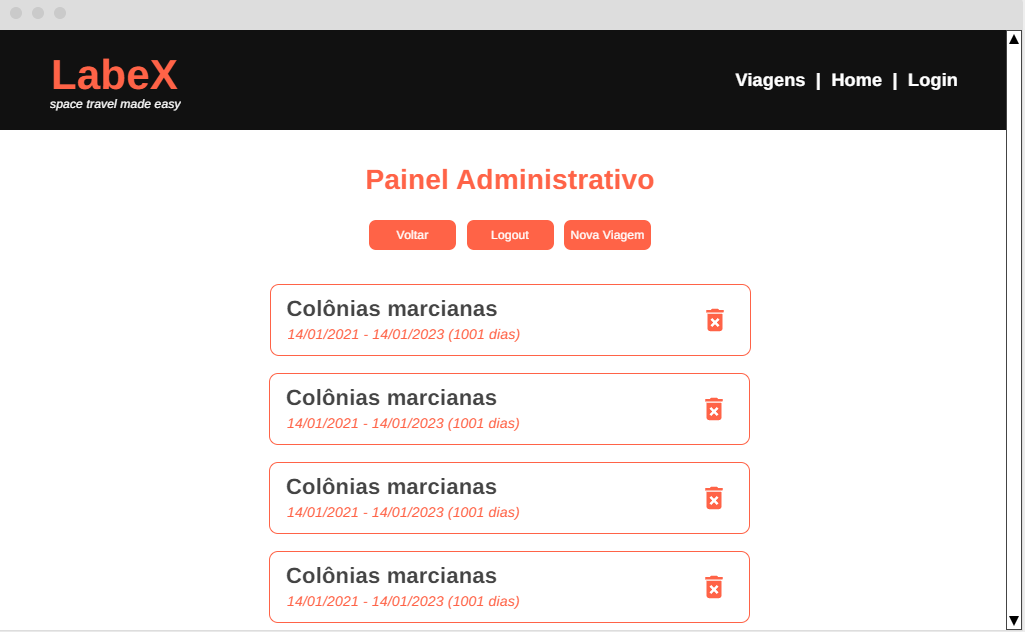 LabeX
space travel made easy
Viagens | Home | Login
Painel Administrativo
Voltar Logout Nova Viagem
Colônias marcianas
14/01/2021 - 14/01/2023 (1001 dias)
Colônias marcianas
14/01/2021 - 14/01/2023 (1001 dias)
Colônias marcianas
14/01/2021 - 14/01/2023 (1001 dias)
Colônias marcianas
14/01/2021 - 14/01/2023 (1001 dias)